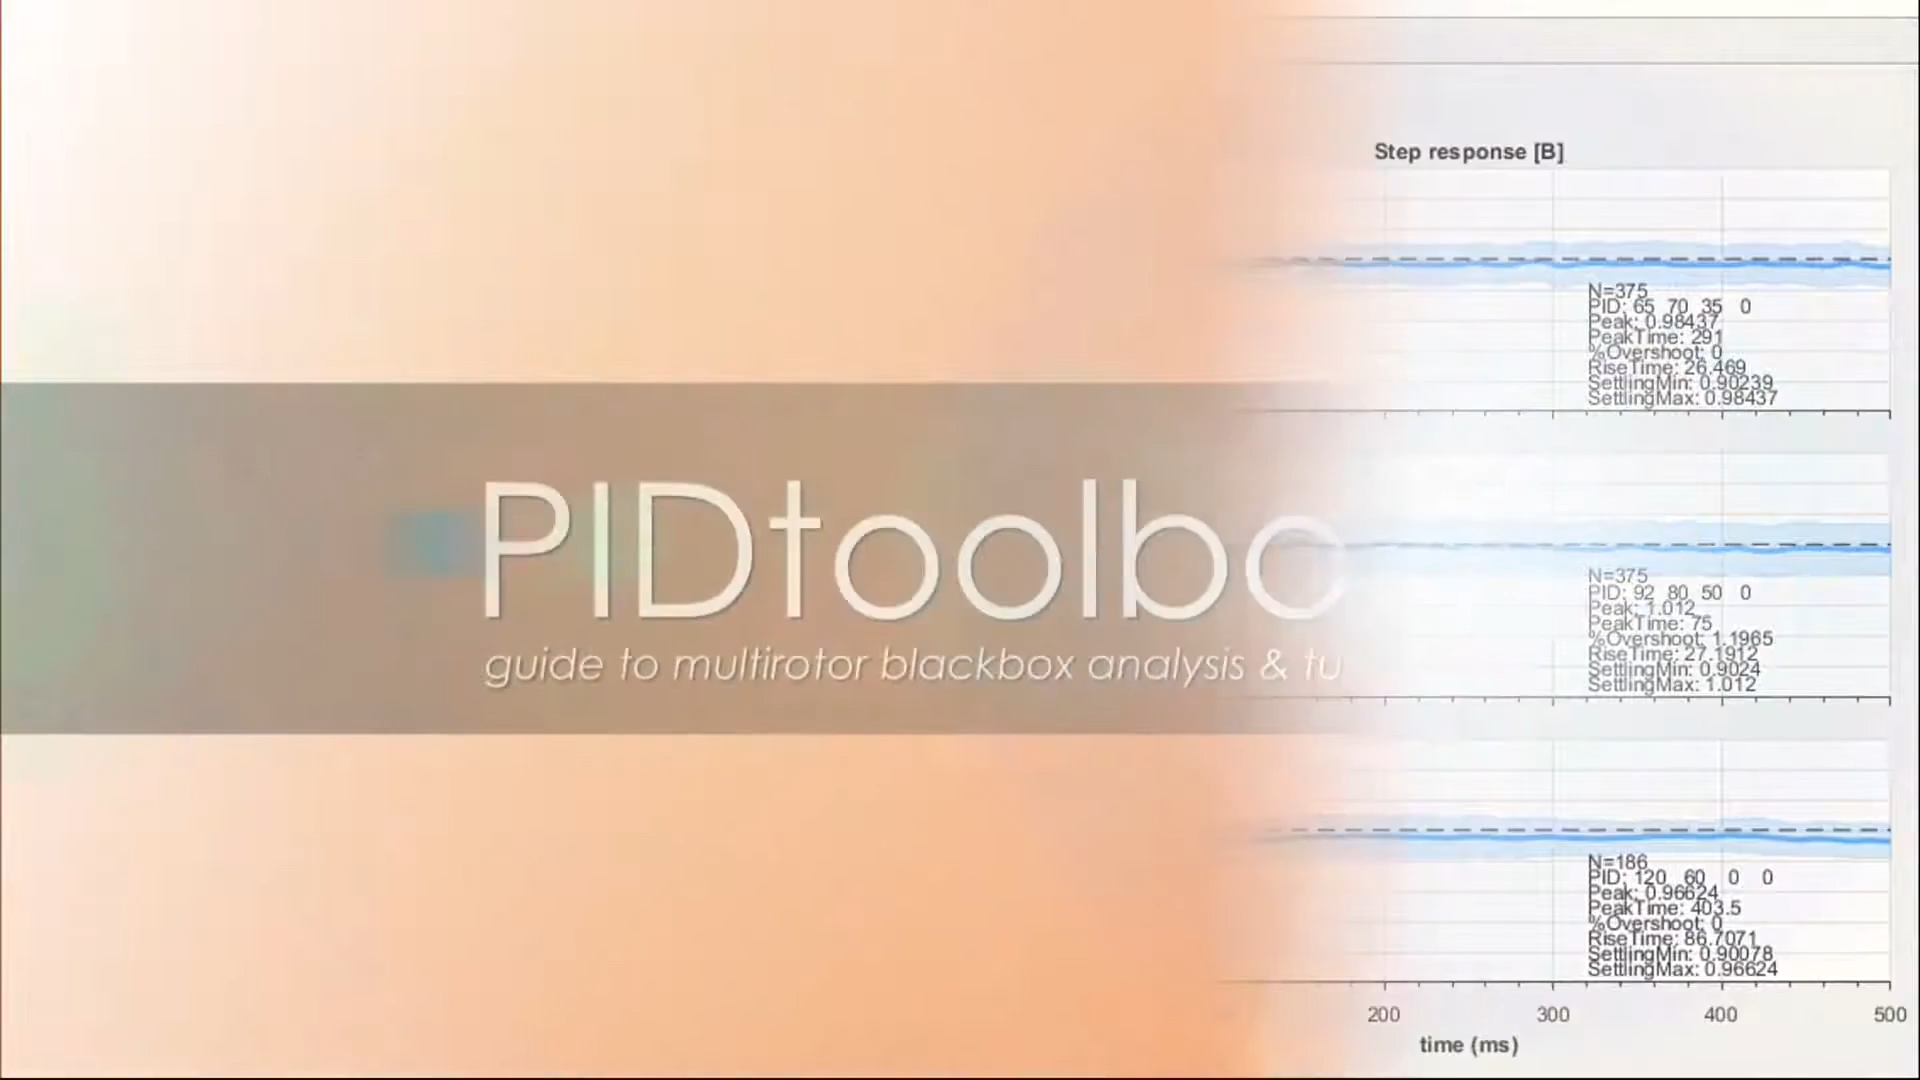 Step response [B]
N=375
PID: 65 70 35 0
Peak: 0.98437
PeakTime: 291
%Overshoot: 0
RiseTime: 26.469
SettlingMin: 0.90239
SettlingMax: 0.98437
PIDtoolbo
guide to multirotor blackbox analysis & tu
N=375
PID: 92 80 50 0
Peak: 1.012
PeakTime: 75
%Overshoot: 1.1965
RiseTime: 27.1912
SettlingMin: 0.9024
SettlingMax: 1.012
N=186
PID: 120 60 0 0
Peak: 0.96624
PeakTime: 403.5
%Overshoot: 0
RiseTime: 86.7071
SettlingMin: 0.90078
SettlingMax: 0.96624
200 300 400 500
time (ms)